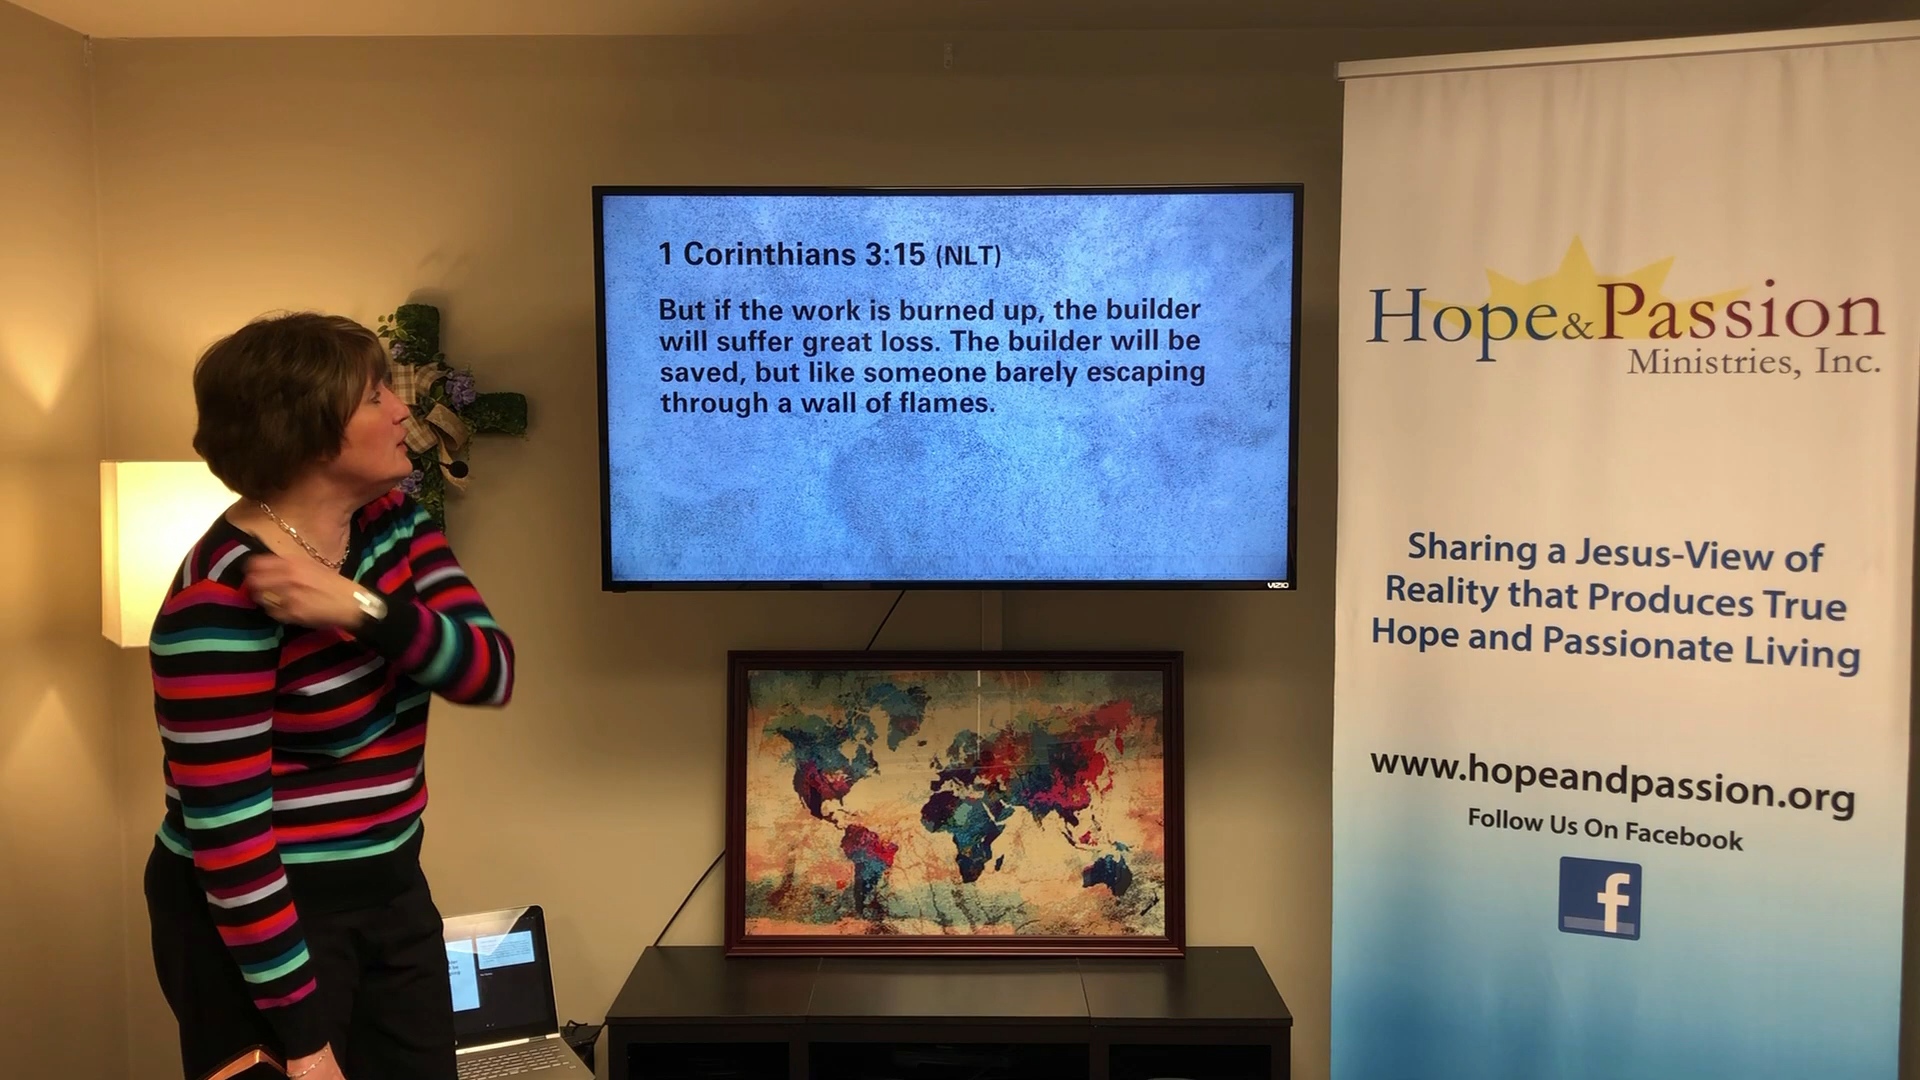 1 Corinthians 3:15 (NLT)
But if the work is burned up, the builder
will suffer great loss. The builder will be
saved, but like someone barely escaping
through a wall of flames.
VIZIO
Hope&Passion
Ministries, Inc.
Sharing a Jesus-View of
Reality that Produces True
Hope and Passionate Living
www.hopeandpassion.org
Follow Us On Facebook
f